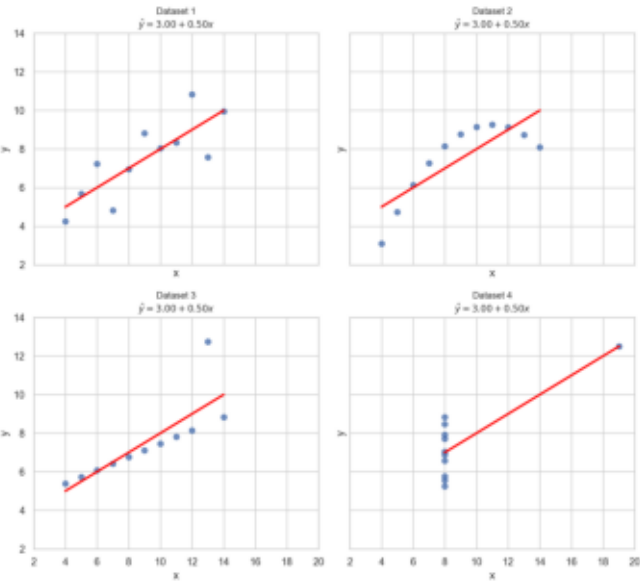 Dataset 1
ŷ = 3.00 + 0.50x
14
12
10
8
6
4
2
y
x
Dataset 2
ŷ = 3.00 + 0.50x
y
x
Dataset 3
ŷ = 3.00 + 0.50x
14
12
10
8
6
4
2
y
2 4 6 8 10 12 14 16 18 20
x
Dataset 4
ŷ = 3.00 + 0.50x
y
2 4 6 8 10 12 14 16 18 20
x